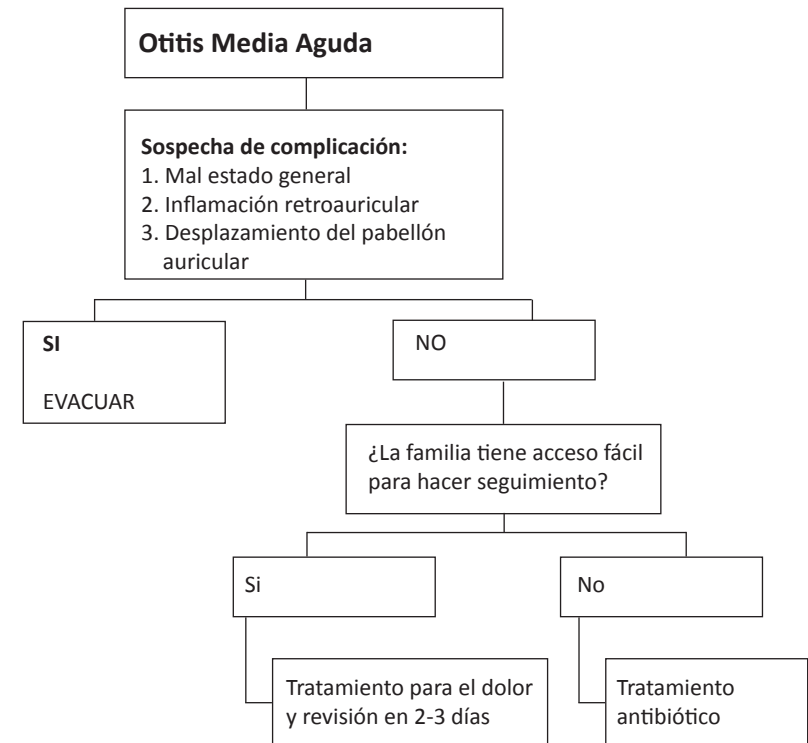 Otitis Media Aguda
Sospecha de complicación:
1. Mal estado general
2. Inflamación retroauricular
3. Desplazamiento del pabellón
auricular
SI
EVACUAR
NO
¿La familia tiene acceso fácil
para hacer seguimiento?
Si
No
Tratamiento para el dolor
y revisión en 2-3 días
Tratamiento
antibiótico